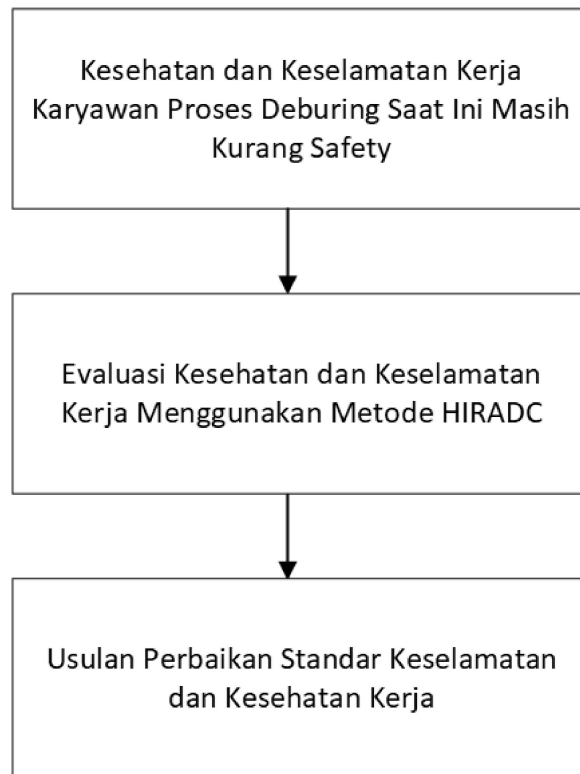 Kesehatan dan Keselamatan Kerja
Karyawan Proses Deburing Saat Ini Masih
Kurang Safety
Evaluasi Kesehatan dan Keselamatan
Kerja Menggunakan Metode HIRADC
Usulan Perbaikan Standar Keselamatan
dan Kesehatan Kerja